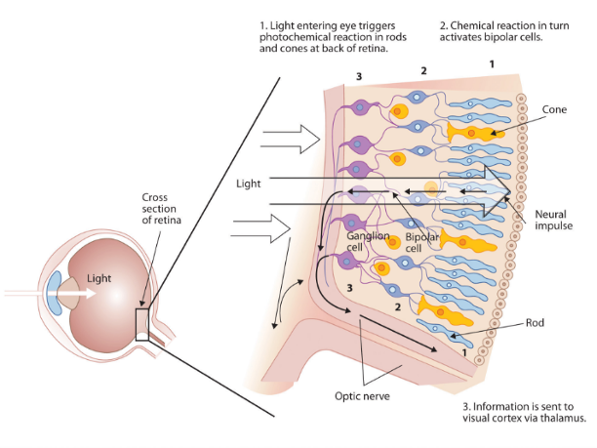 1. Light entering eye triggers
photochemical reaction in rods
and cones at back of retina.
2. Chemical reaction in turn
activates bipolar cells.
3
2
1
Cone
Light
Cross
section
of retina
Neural
impulse
Ganglion
cell
Bipolar
cell
Light
3
2
Rod
1
Optic nerve
3. Information is sent to
visual cortex via thalamus.